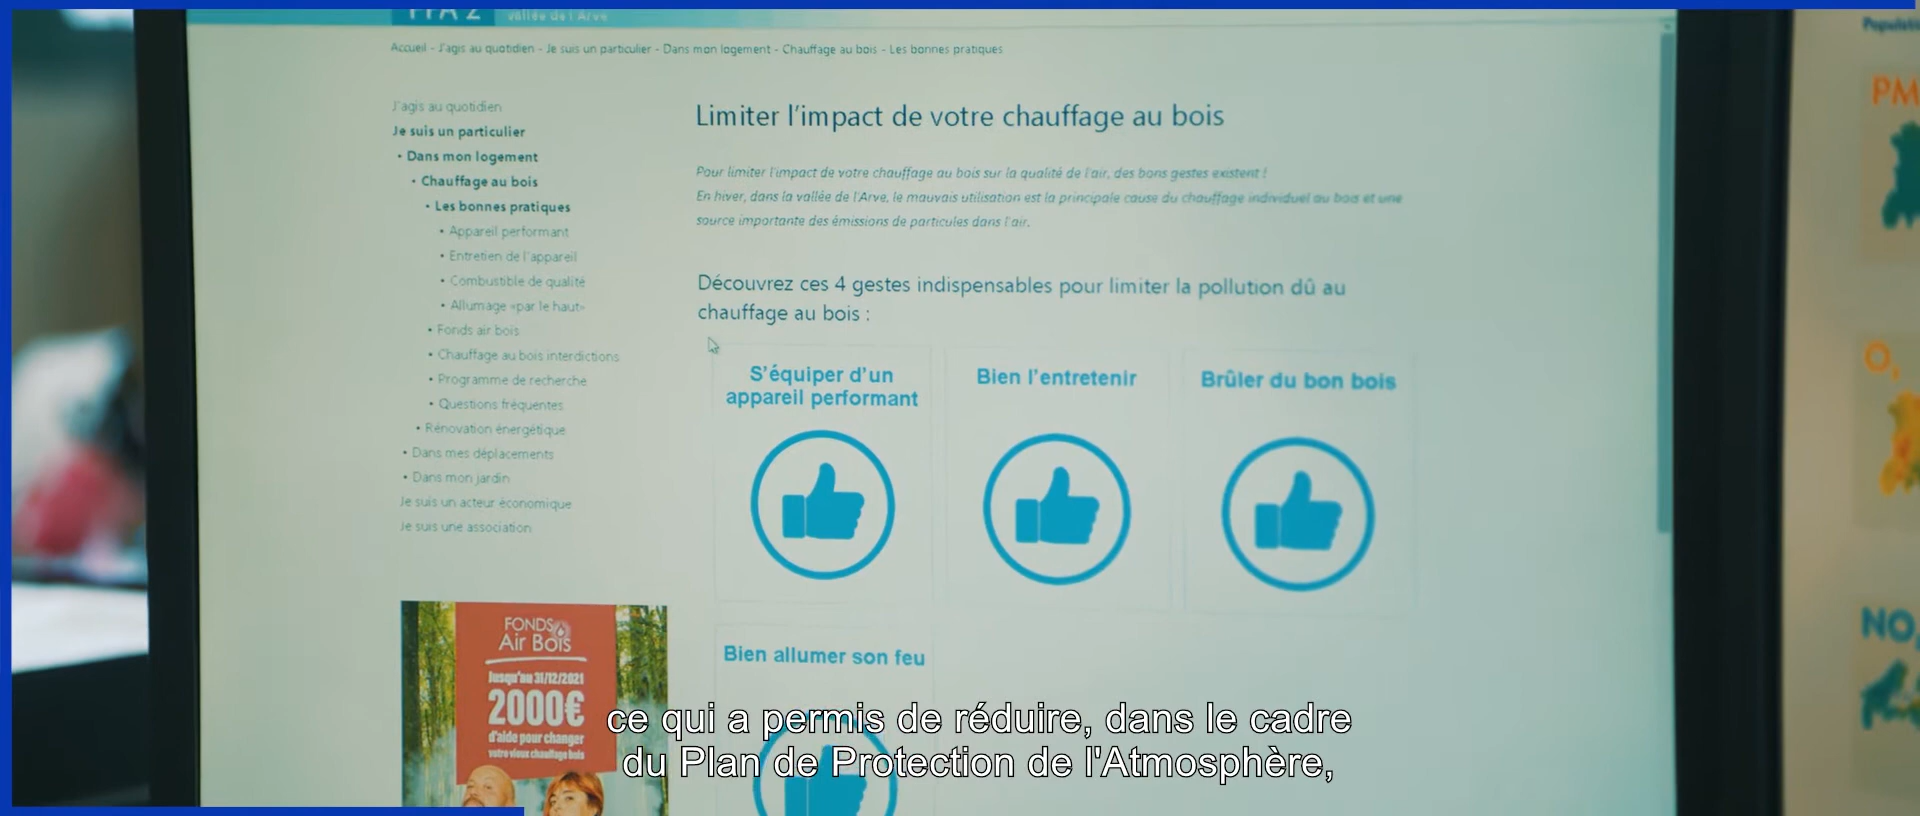 PPA 2
vallée de l'Arve
Accueil - J'agis au quotidien - Je suis un particulier - Dans mon logement - Chauffage au bois - Les bonnes pratiques
J'agis au quotidien
Je suis un particulier
• Dans mon logement
• Chauffage au bois
• Les bonnes pratiques
• Appareil performant
• Entretien de l'appareil
• Combustible de qualité
• Allumage «par le haut»
• Fonds air bois
• Chauffage au bois interdictions
• Programme de recherche
• Questions fréquentes
• Rénovation énergétique
• Dans mes déplacements
• Dans mon jardin
Je suis un acteur économique
Je suis une association
Limiter l'impact de votre chauffage au bois
Pour limiter l'impact de votre chauffage au bois sur la qualité de l'air, des bons gestes existent !
En hiver, dans la vallée de l'Arve, le mauvais utilisation est la principale cause du chauffage individuel au bois et une
source importante des émissions de particules dans l'air.
Découvrez ces 4 gestes indispensables pour limiter la pollution dû au
chauffage au bois :
S'équiper d'un
appareil performant
Bien l'entretenir
Brûler du bon bois
Bien allumer son feu
FONDS
Air Bois
Jusqu'au 31/12/2021
2000€
d'aide pour changer
votre vieux chauffage bois
PM
O,
NO,
ce qui a permis de réduire, dans le cadre
du Plan de Protection de l'Atmosphère,